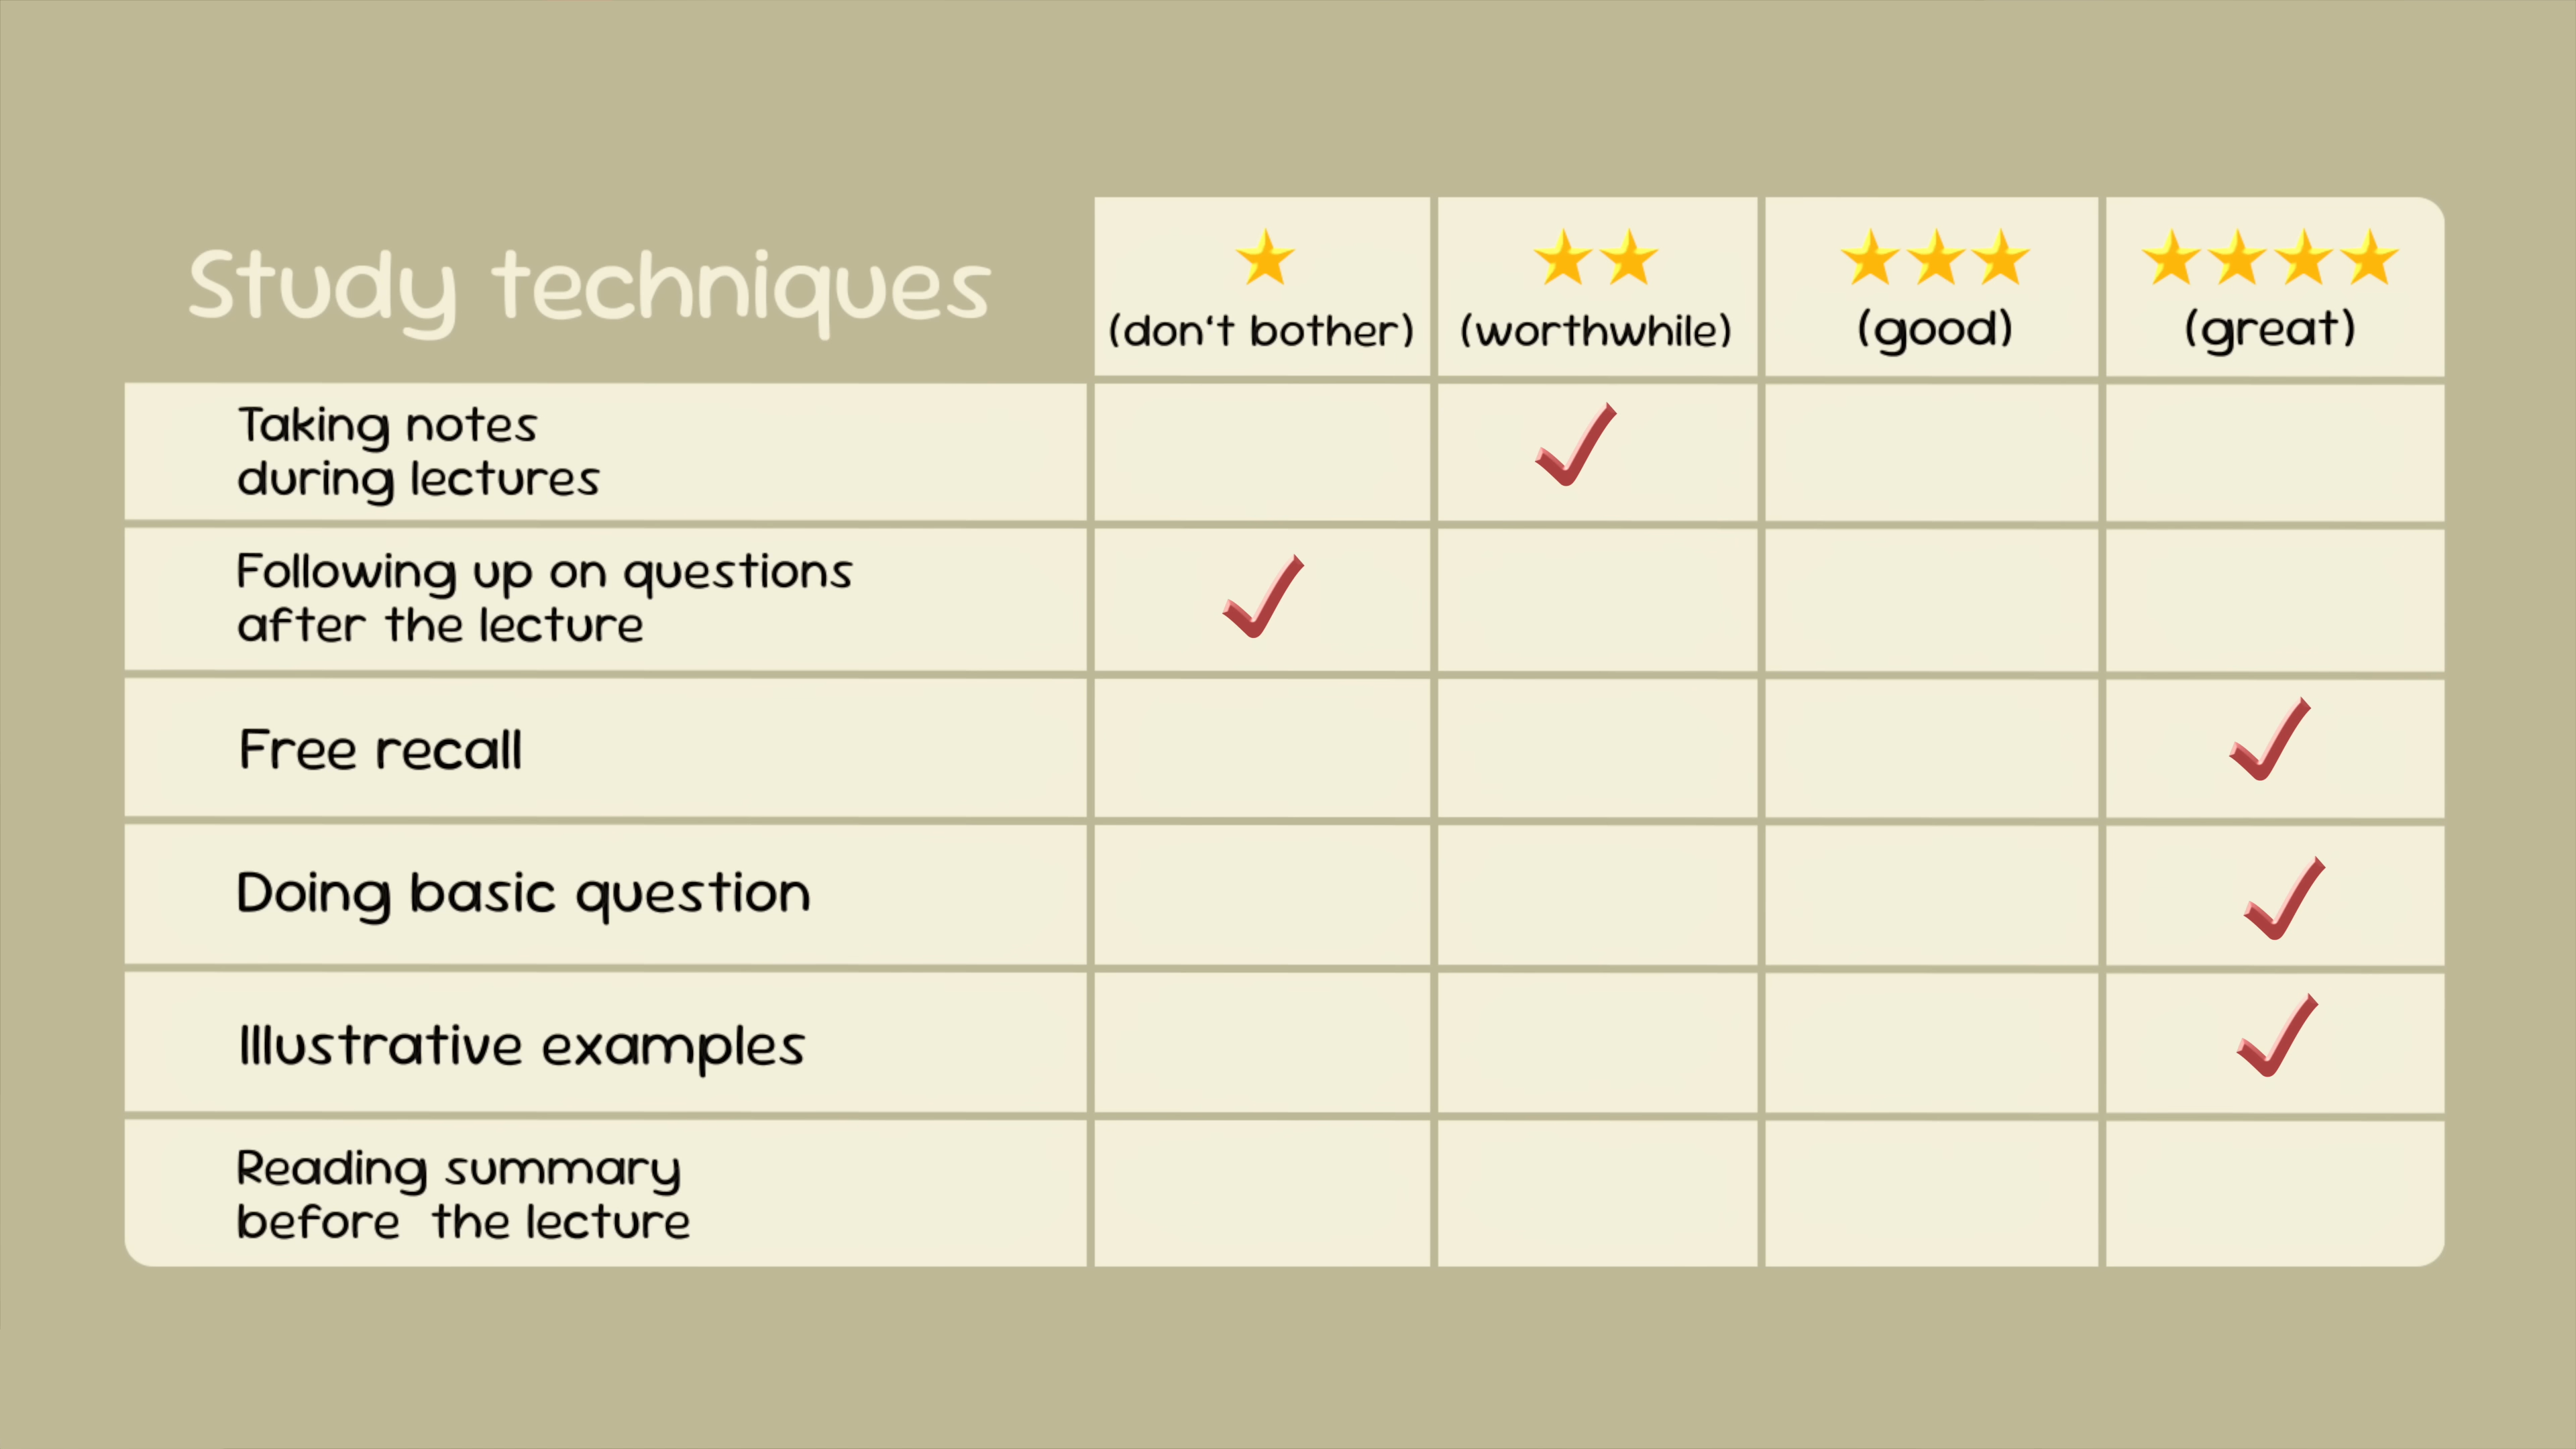 Study techniques
(don‘t bother)
(worthwhile)
(good)
(great)
Taking notes
during lectures
Following up on questions
after the lecture
Free recall
Doing basic question
Illustrative examples
Reading summary
before the lecture